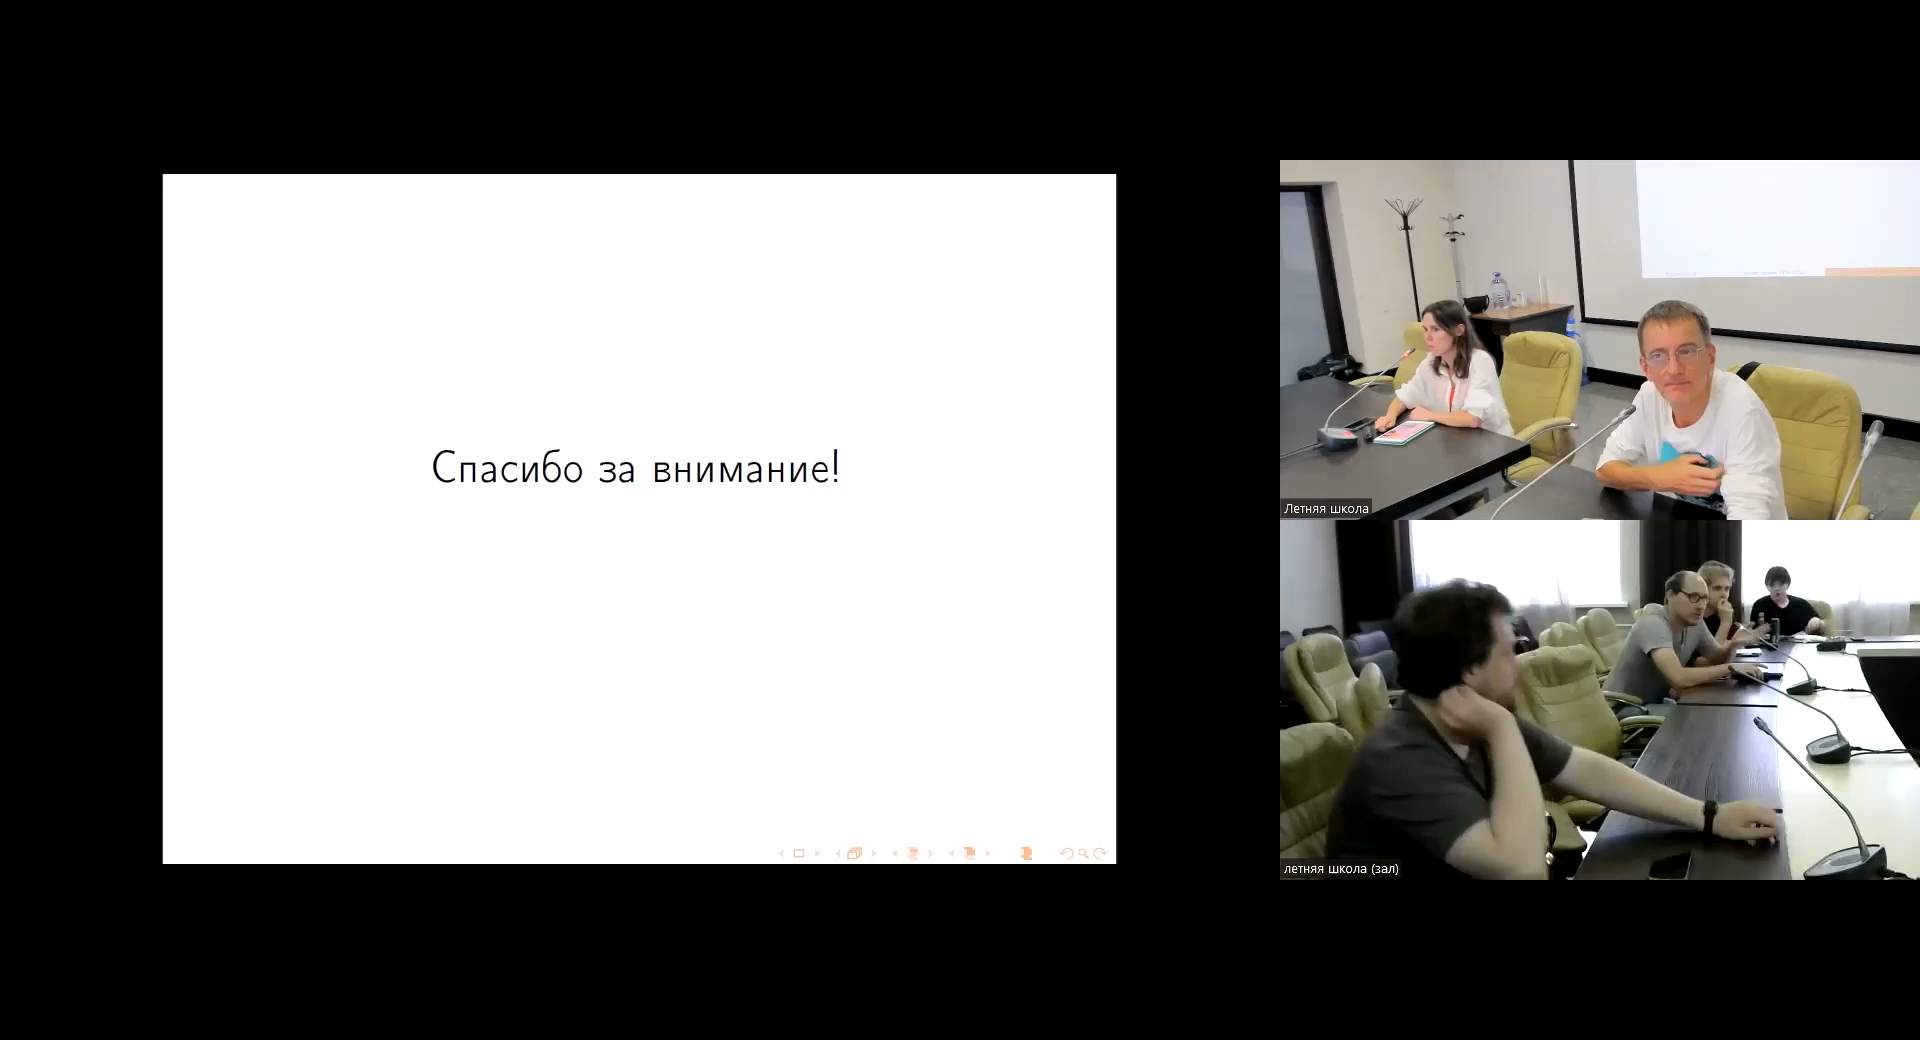 Спасибо за внимание!
Летняя школа
летняя школа (зал)